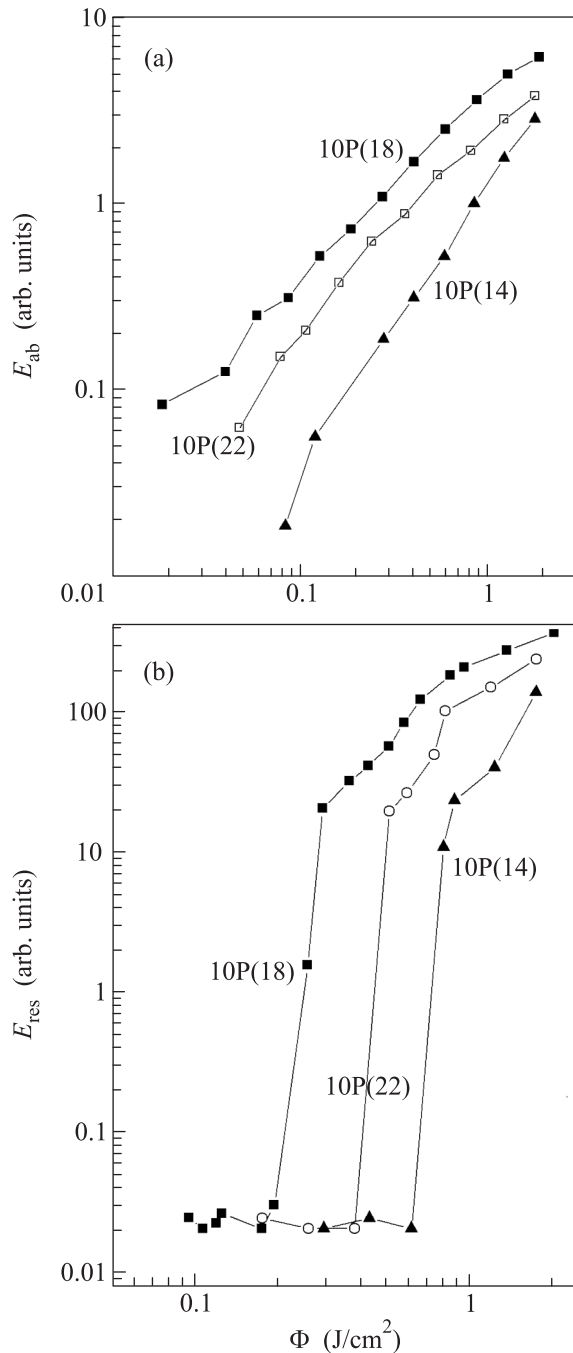 (a)
10
1
0.1
0.01
E_ab (arb. units)
10P(18)
10P(22)
10P(14)
0.1 1
(b)
100
10
1
0.1
0.01
E_res (arb. units)
10P(14)
10P(18)
10P(22)
0.1 1
Φ (J/cm²)